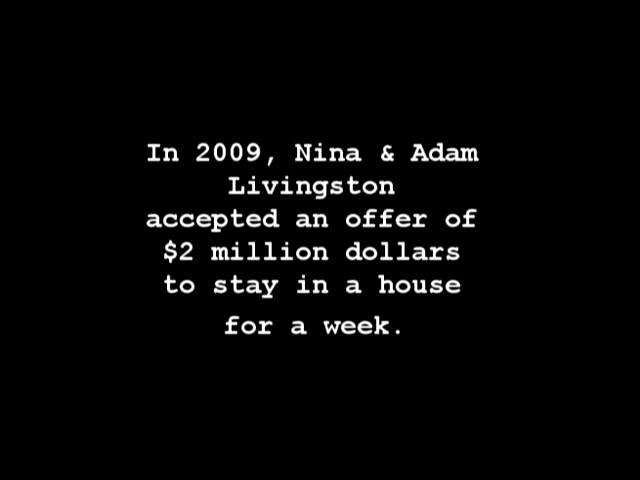 In 2009, Nina & Adam
Livingston
accepted an offer of
$2 million dollars
to stay in a house
for a week.